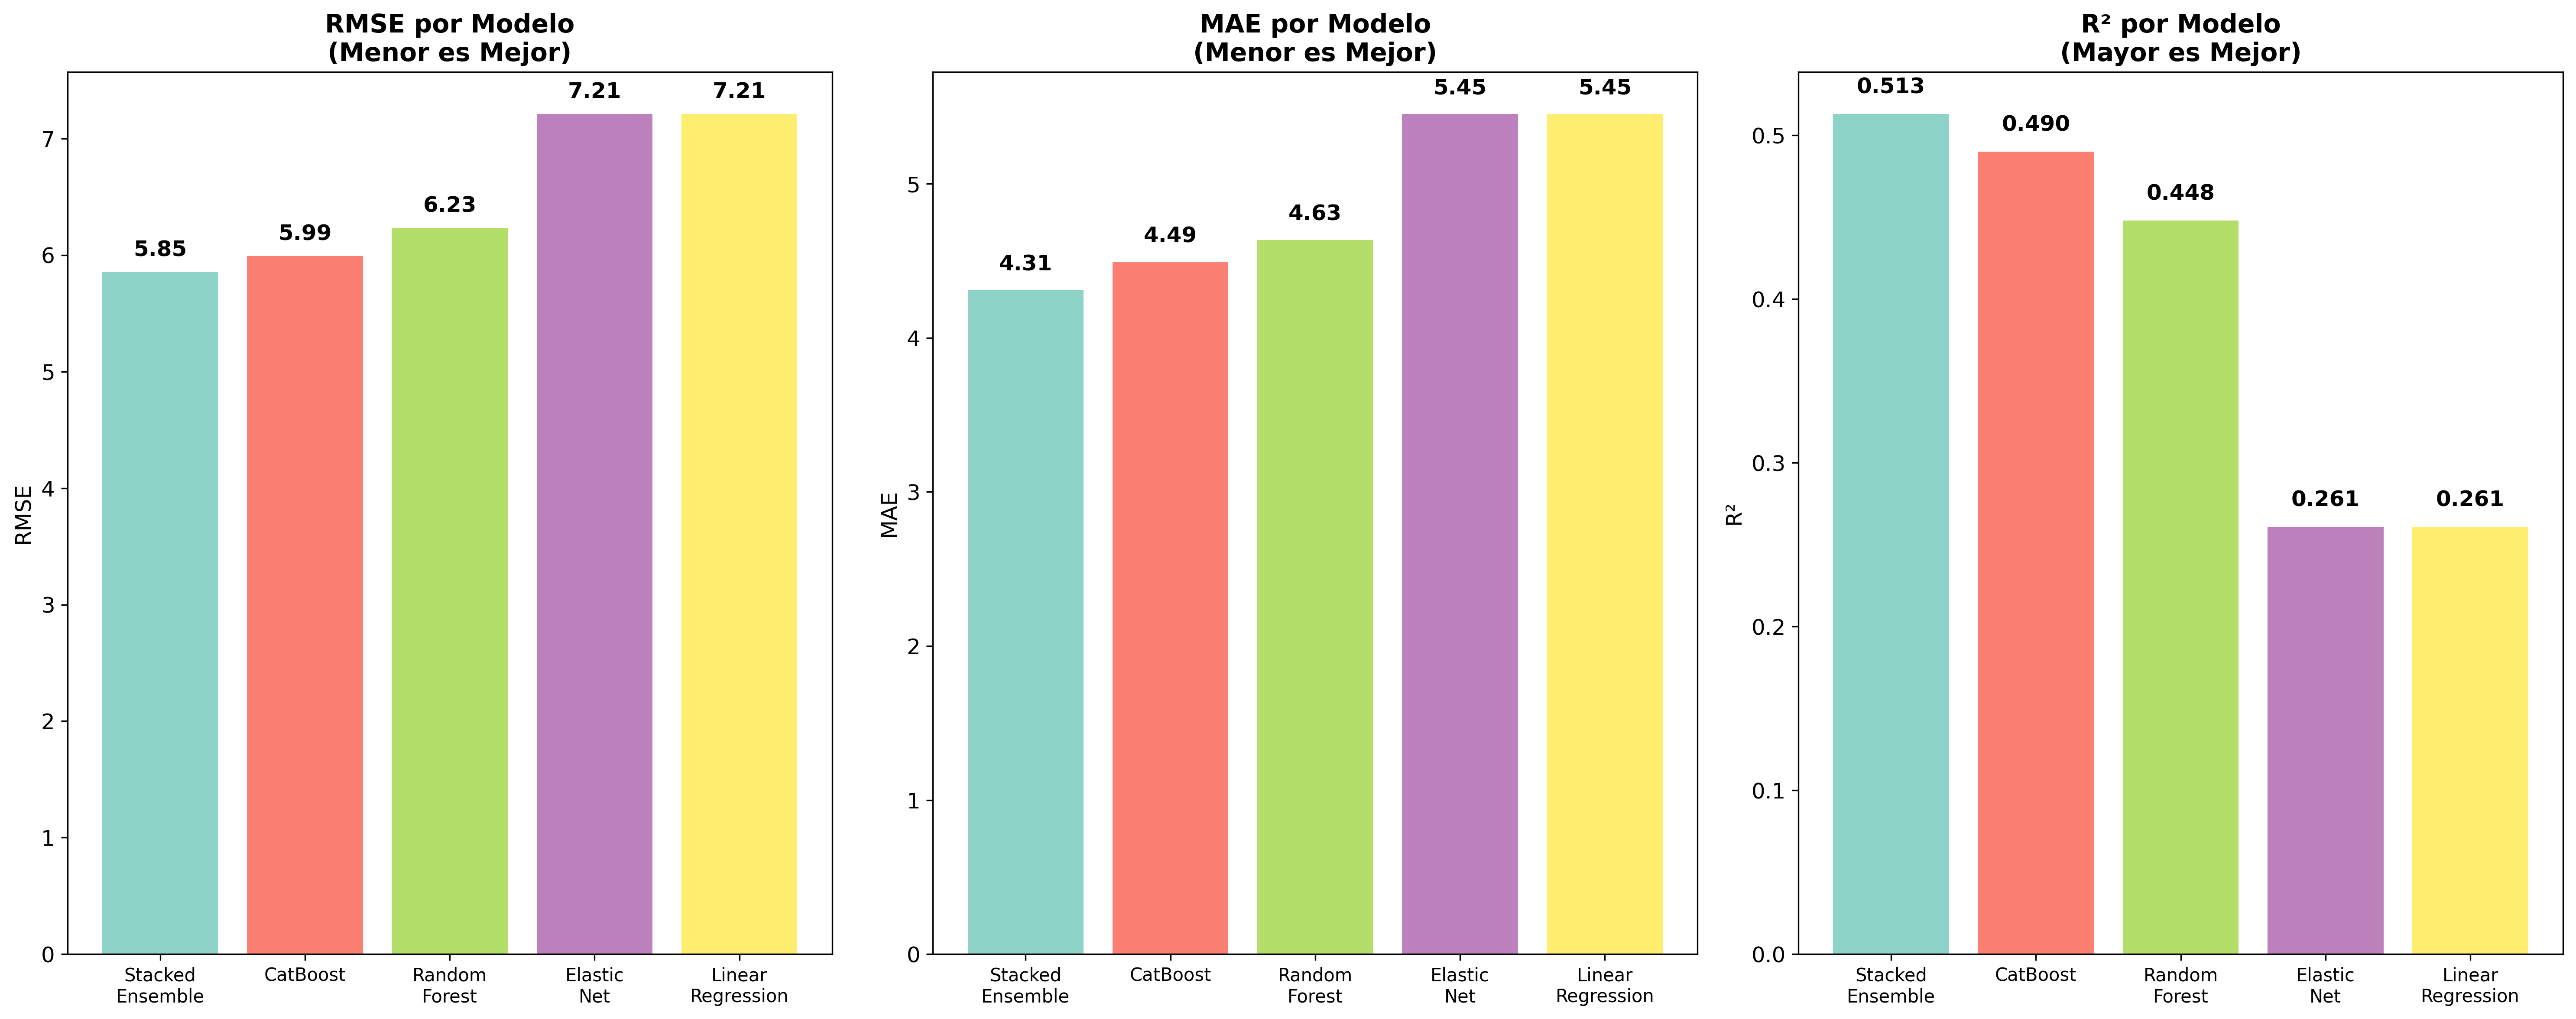 RMSE por Modelo
(Menor es Mejor)
RMSE
7
6
5
4
3
2
1
0
5.85
5.99
6.23
7.21
7.21
Stacked
Ensemble
CatBoost
Random
Forest
Elastic
Net
Linear
Regression
MAE por Modelo
(Menor es Mejor)
MAE
5
4
3
2
1
0
4.31
4.49
4.63
5.45
5.45
Stacked
Ensemble
CatBoost
Random
Forest
Elastic
Net
Linear
Regression
R² por Modelo
(Mayor es Mejor)
R²
0.5
0.4
0.3
0.2
0.1
0.0
0.513
0.490
0.448
0.261
0.261
Stacked
Ensemble
CatBoost
Random
Forest
Elastic
Net
Linear
Regression